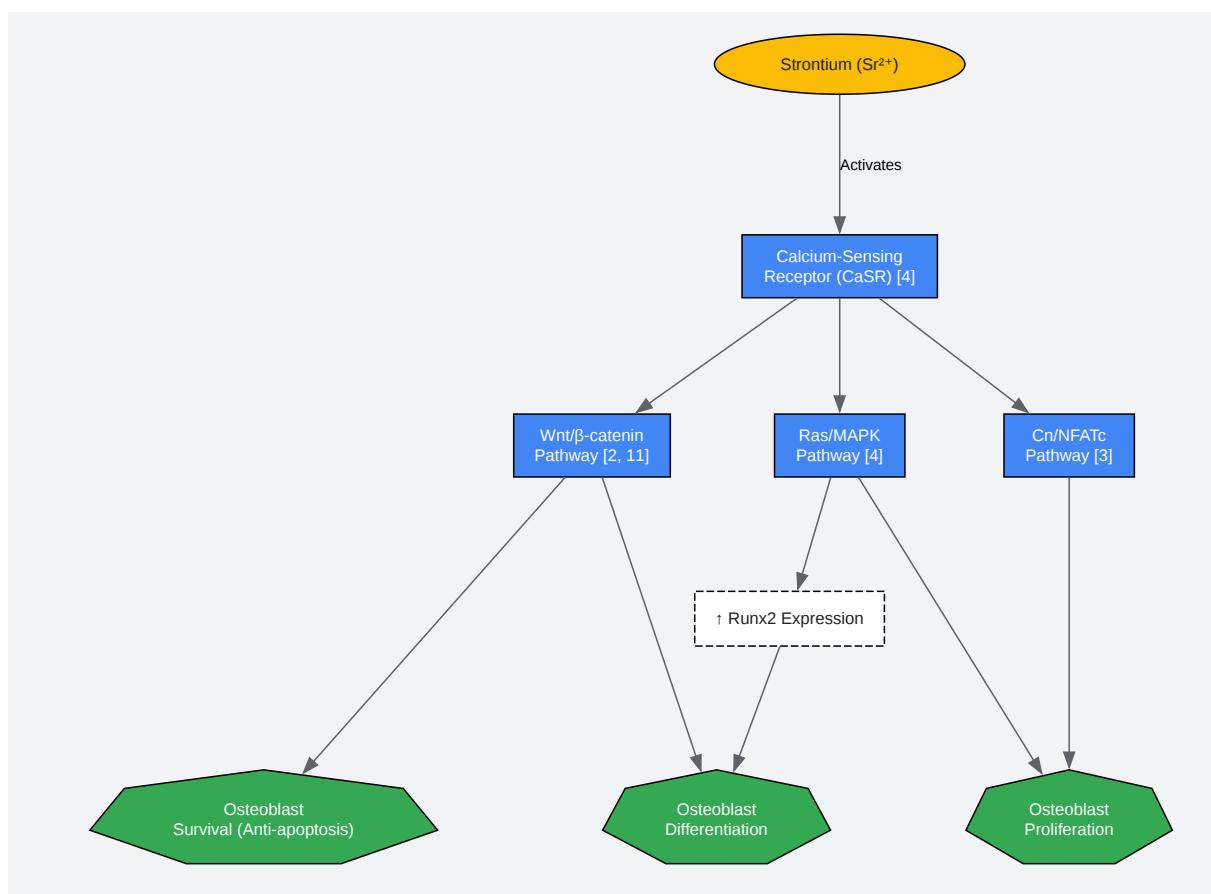 Strontium (Sr²⁺)
Activates
Calcium-Sensing
Receptor (CaSR) [4]
Wnt/β-catenin
Pathway [2, 11]
Ras/MAPK
Pathway [4]
Cn/NFATc
Pathway [3]
↑ Runx2 Expression
Osteoblast
Survival (Anti-apoptosis)
Osteoblast
Differentiation
Osteoblast
Proliferation